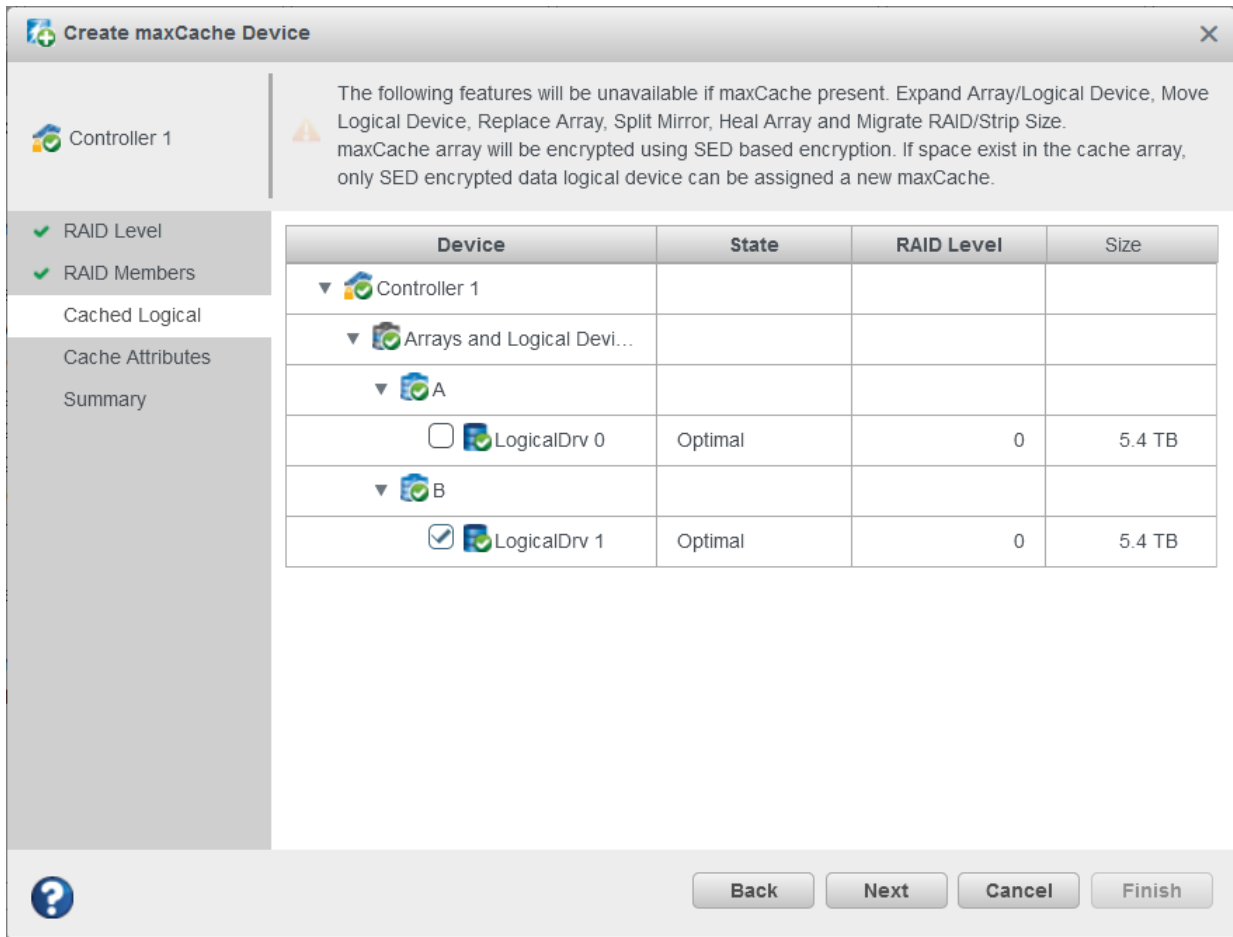 Create maxCache Device
Controller 1
The following features will be unavailable if maxCache present. Expand Array/Logical Device, Move
Logical Device, Replace Array, Split Mirror, Heal Array and Migrate RAID/Strip Size.
maxCache array will be encrypted using SED based encryption. If space exist in the cache array,
only SED encrypted data logical device can be assigned a new maxCache.
RAID Level
RAID Members
Cached Logical
Cache Attributes
Summary
Device State RAID Level Size
Controller 1
Arrays and Logical Devi...
A
LogicalDrv 0 Optimal 0 5.4 TB
B
LogicalDrv 1 Optimal 0 5.4 TB
?
Back Next Cancel Finish